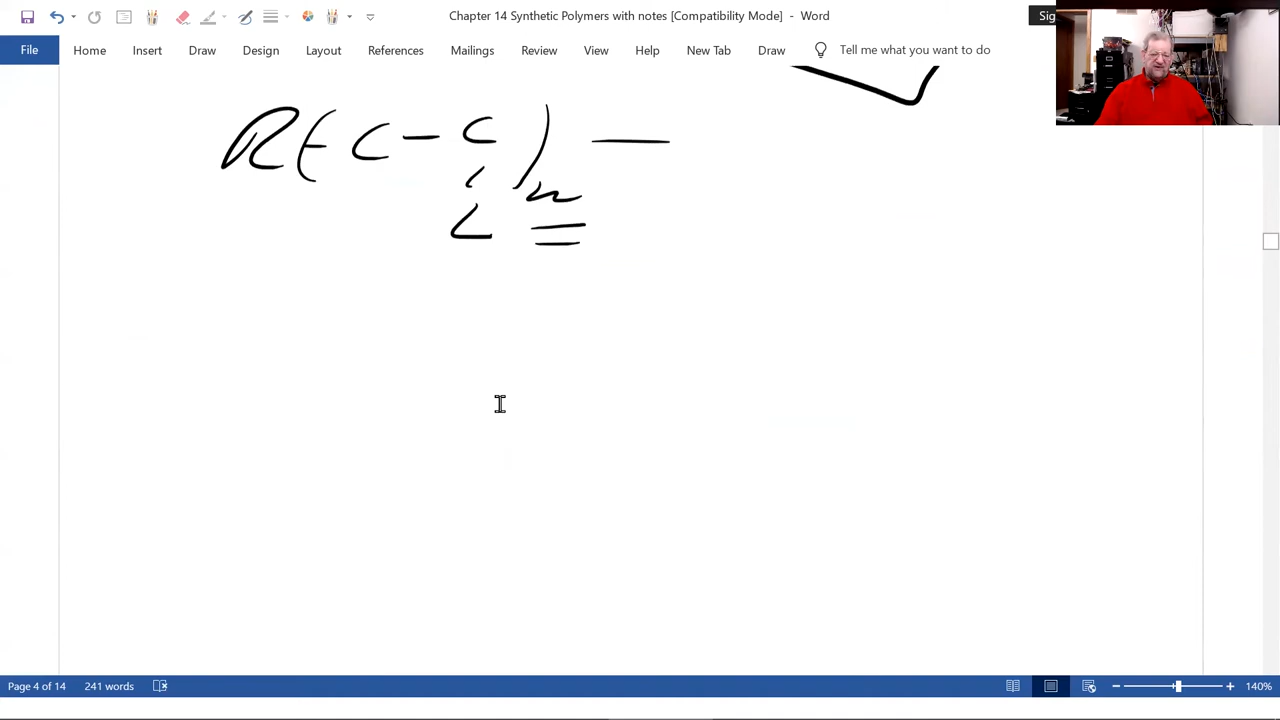 Chapter 14 Synthetic Polymers with notes [Compatibility Mode] - Word
Sig
File Home Insert Draw Design Layout References Mailings Review View Help New Tab Draw Tell me what you want to do
R(-C-C)n-
L
Page 4 of 14 241 words 140%